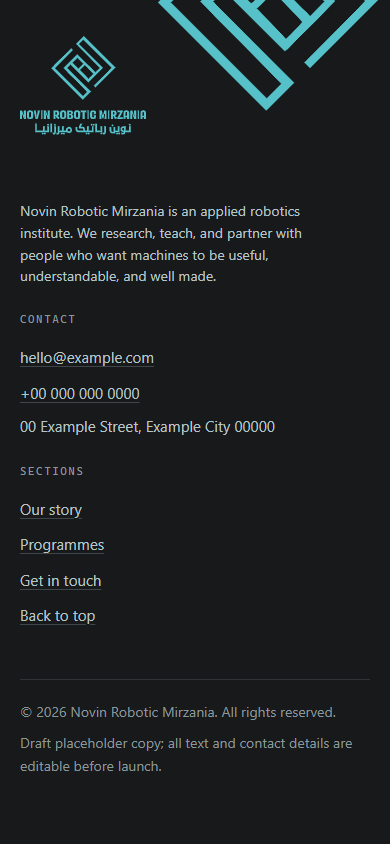 NOVIN ROBOTIC MIRZANIA
نوین رباتیک میرزانیا
Novin Robotic Mirzania is an applied robotics
institute. We research, teach, and partner with
people who want machines to be useful,
understandable, and well made.
CONTACT
hello@example.com
+00 000 000 0000
00 Example Street, Example City 00000
SECTIONS
Our story
Programmes
Get in touch
Back to top
© 2026 Novin Robotic Mirzania. All rights reserved.
Draft placeholder copy; all text and contact details are
editable before launch.